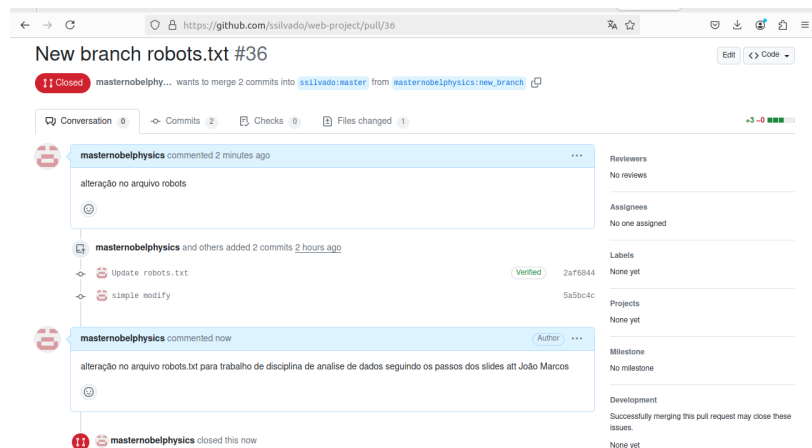 https://github.com/ssilvado/web-project/pull/36
New branch robots.txt #36
Edit
<> Code
Closed
masternobelphy... wants to merge 2 commits into ssilvado:master from masternobelphysics:new_branch
Conversation 0
Commits 2
Checks 0
Files changed 1
+3 −0
masternobelphysics commented 2 minutes ago
alteração no arquivo robots
masternobelphysics and others added 2 commits 2 hours ago
Update robots.txt
Verified
2af6844
simple modify
5a5bc4c
masternobelphysics commented now
Author
alteração no arquivo robots.txt para trabalho de disciplina de analise de dados seguindo os passos dos slides att João Marcos
masternobelphysics closed this now
Reviewers
No reviews
Assignees
No one assigned
Labels
None yet
Projects
None yet
Milestone
No milestone
Development
Successfully merging this pull request may close these
issues.
None yet